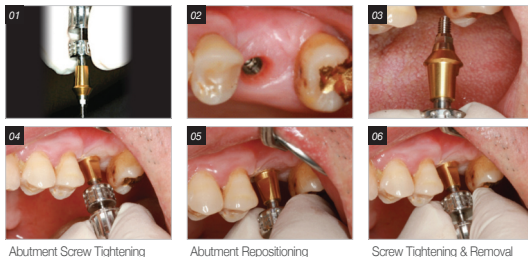 01
02
03
04
05
06
Abutment Screw Tightening
Abutment Repositioning
Screw Tightening & Removal